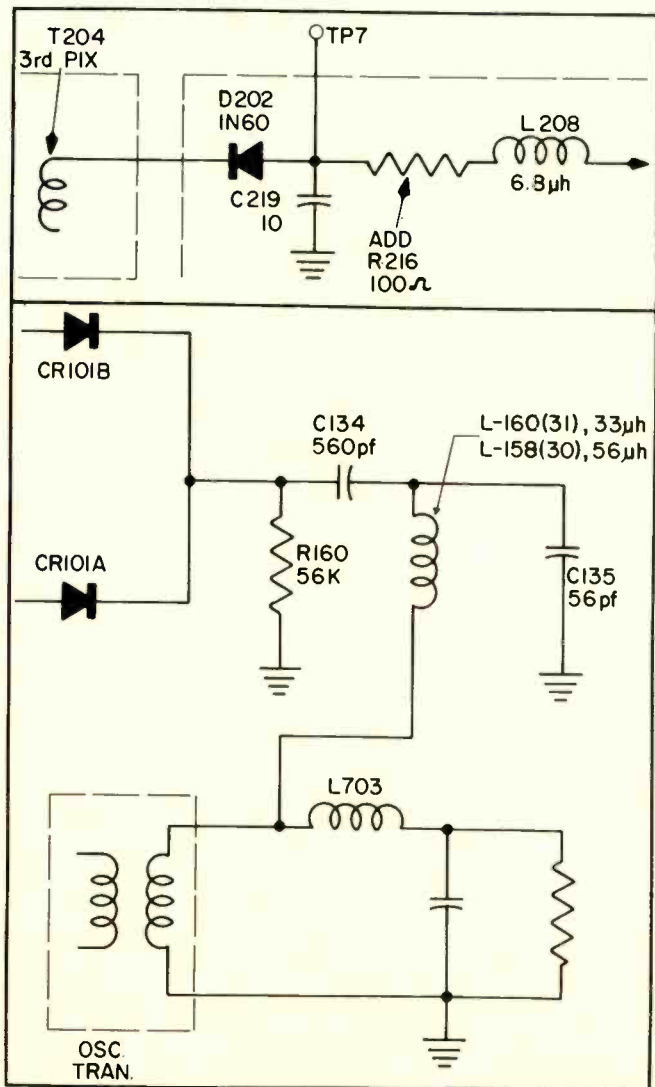 T204
3rd PIX
TP7
D202
IN60
L208
6.8µh
C219
10
ADD
R216
100Ω
CR101B
C134
560pf
L-160(31), 33µh
L-158(30), 56µh
CR101A
R160
56K
C135
56pf
L703
OSC.
TRAN.